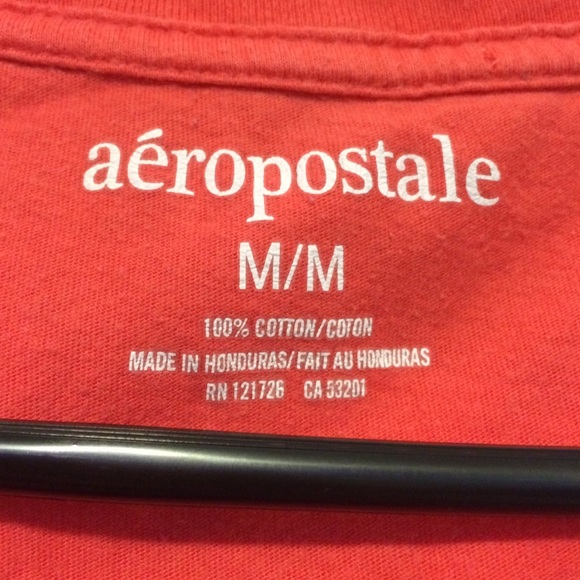 aéropostale
M/M
100% COTTON/COTON
MADE IN HONDURAS/FAIT AU HONDURAS
RN 121726 CA 53201